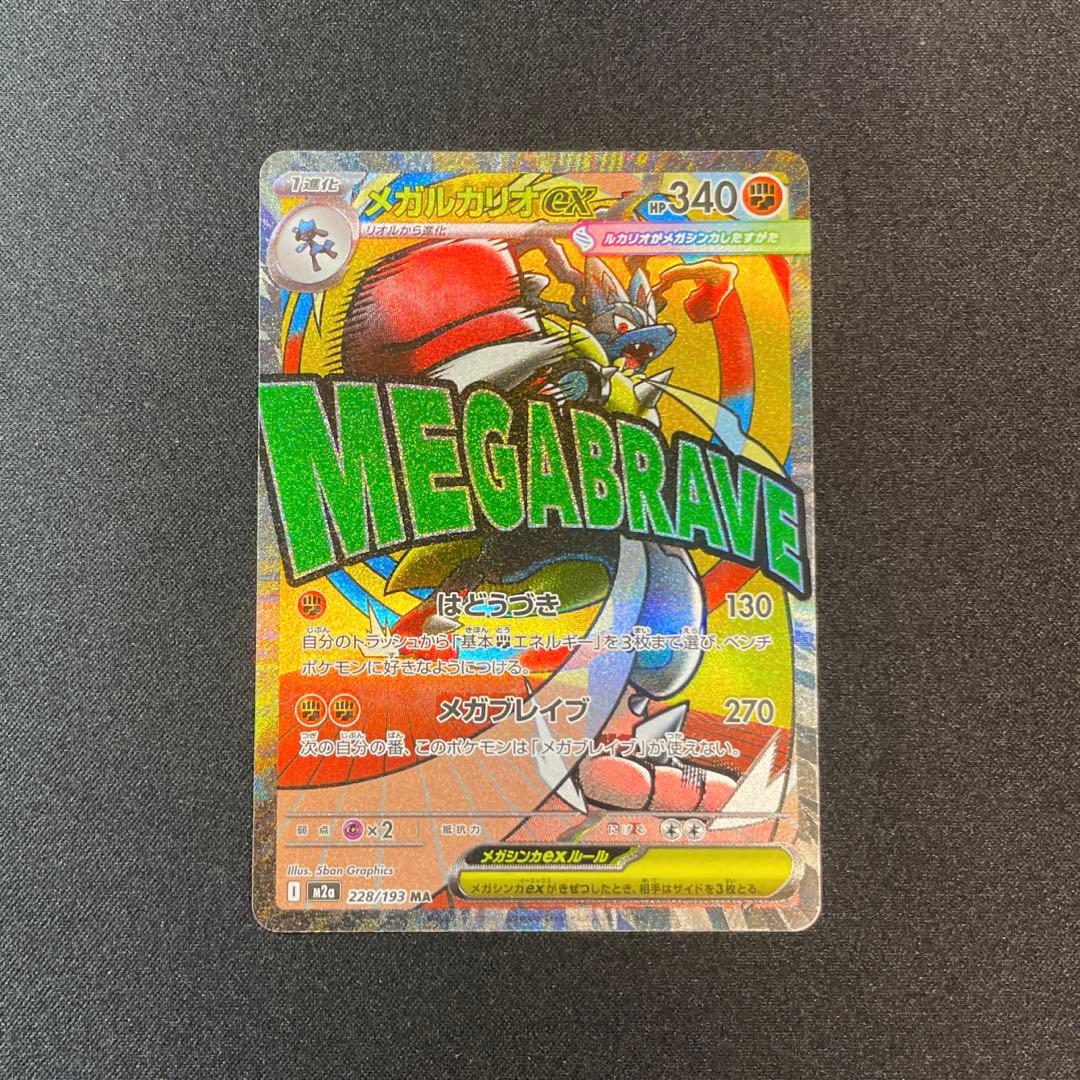 1進化
メガルカリオex
HP340
リオルから進化
ルカリオがメガシンカしたすがた
MEGABRAVE
はどうづき 130
自分のトラッシュから「基本エネルギー」を3枚まで選び、ベンチ
ポケモンに好きなようにつける。
メガブレイブ 270
次の自分の番、このポケモンは「メガブレイブ」が使えない。
弱点 ×2 抵抗力 にげる
メガシンカexルール
メガシンカexがきぜつしたとき、相手はサイドを3枚とる。
Illus. 5ban Graphics
I m2a 228/193 MA